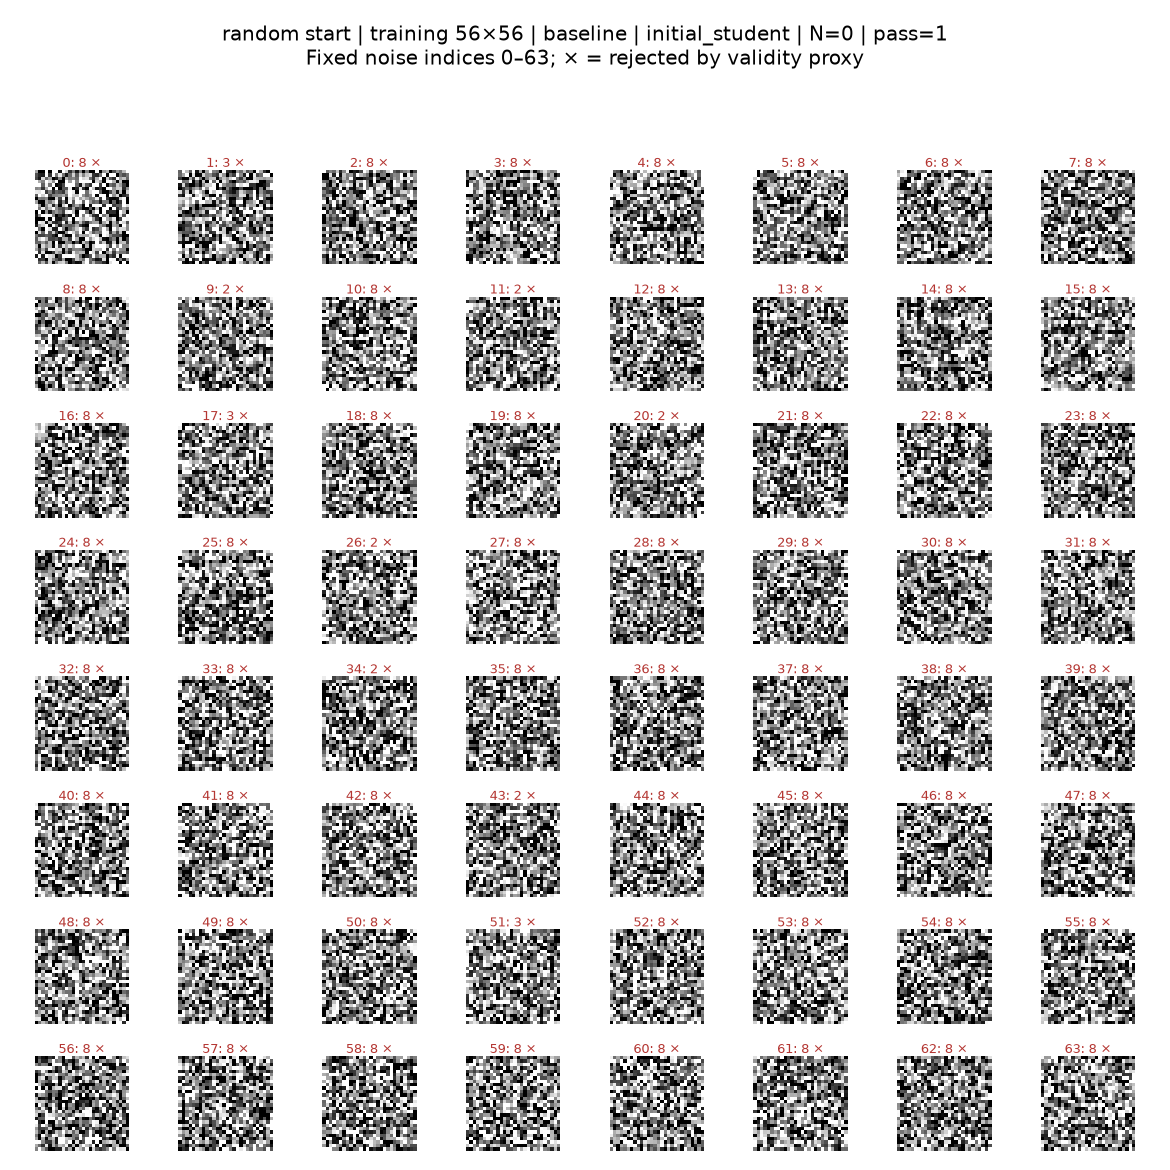 random start | training 56×56 | baseline | initial_student | N=0 | pass=1
Fixed noise indices 0–63; × = rejected by validity proxy
0: 8 × 1: 3 × 2: 8 × 3: 8 × 4: 8 × 5: 8 × 6: 8 × 7: 8 ×
8: 8 × 9: 2 × 10: 8 × 11: 2 × 12: 8 × 13: 8 × 14: 8 × 15: 8 ×
16: 8 × 17: 3 × 18: 8 × 19: 8 × 20: 2 × 21: 8 × 22: 8 × 23: 8 ×
24: 8 × 25: 8 × 26: 2 × 27: 8 × 28: 8 × 29: 8 × 30: 8 × 31: 8 ×
32: 8 × 33: 8 × 34: 2 × 35: 8 × 36: 8 × 37: 8 × 38: 8 × 39: 8 ×
40: 8 × 41: 8 × 42: 8 × 43: 2 × 44: 8 × 45: 8 × 46: 8 × 47: 8 ×
48: 8 × 49: 8 × 50: 8 × 51: 3 × 52: 8 × 53: 8 × 54: 8 × 55: 8 ×
56: 8 × 57: 8 × 58: 8 × 59: 8 × 60: 8 × 61: 8 × 62: 8 × 63: 8 ×